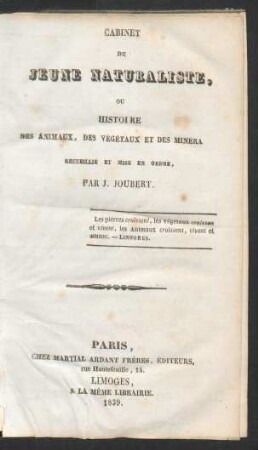 CABINET
DU
JEUNE NATURALISTE,
OU
HISTOIRE
DES ANIMAUX, DES VÉGÉTAUX ET DES MINERA
RECUEILLIE ET MISE EN ORDRE,
PAR J. JOUBERT.
Les pierres croissent, les végétaux croissent
et vivent, les Animaux croissent, vivent et
sentent. —
PARIS,
CHEZ MARTIAL ARDANT FRÈRES, ÉDITEURS,
rue Hautefeuille, 14.
LIMOGES,
A LA MÊME LIBRAIRIE.
1839.